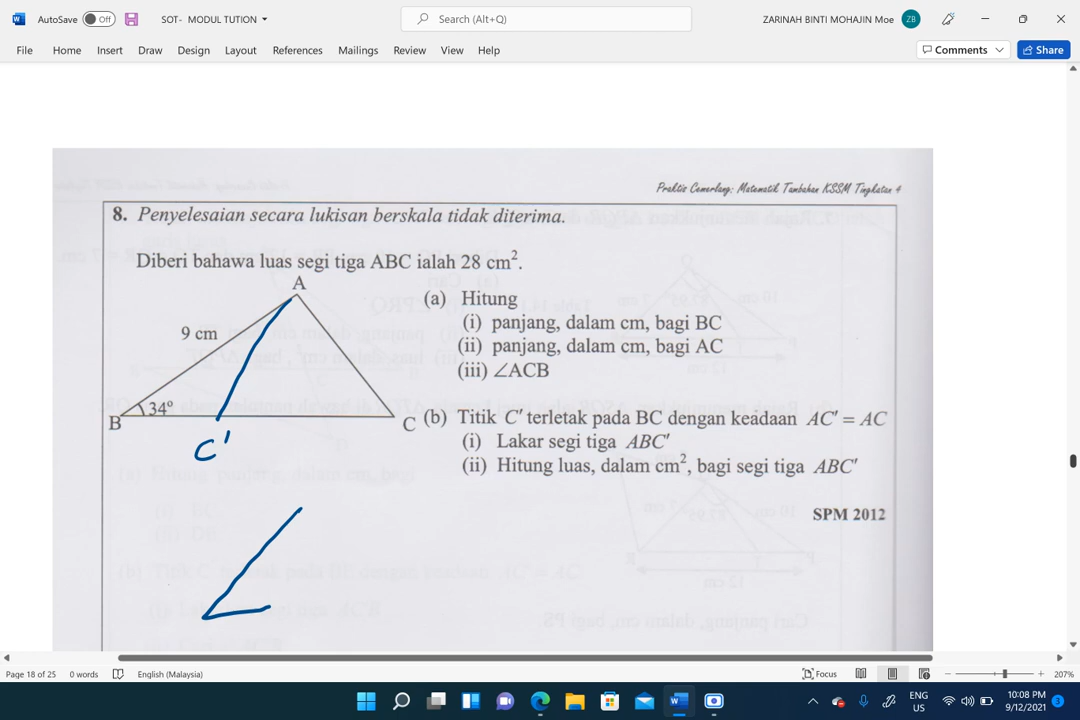 AutoSave Off SOT- MODUL TUTION Search (Alt+Q) ZARINAH BINTI MOHAJIN Moe ZB
File Home Insert Draw Design Layout References Mailings Review View Help Comments Share
Praktis Cemerlang: Matematik Tambahan KSSM Tingkatan 4
8. Penyelesaian secara lukisan berskala tidak diterima.
Diberi bahawa luas segi tiga ABC ialah 28 cm².
A
9 cm
34°
B
C
C'
(a) Hitung
(i) panjang, dalam cm, bagi BC
(ii) panjang, dalam cm, bagi AC
(iii) ∠ACB
(b) Titik C' terletak pada BC dengan keadaan AC' = AC
(i) Lakar segi tiga ABC'
(ii) Hitung luas, dalam cm², bagi segi tiga ABC'
SPM 2012
Page 18 of 25 0 words English (Malaysia) Focus 207%
ENG US 10:08 PM 9/12/2021 3